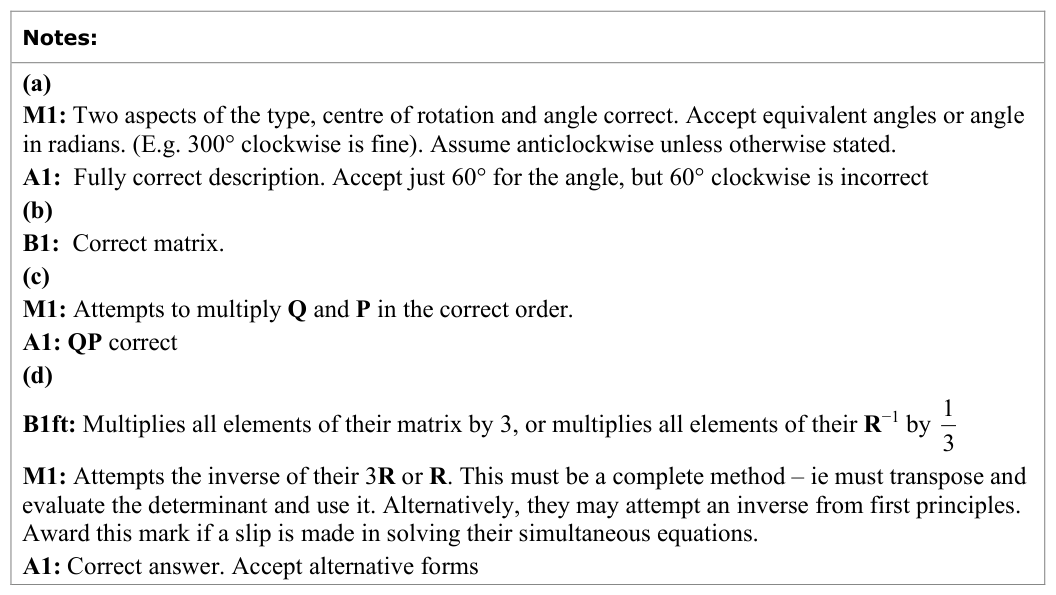 Notes:
(a)
M1: Two aspects of the type, centre of rotation and angle correct. Accept equivalent angles or angle
in radians. (E.g. 300° clockwise is fine). Assume anticlockwise unless otherwise stated.
A1: Fully correct description. Accept just 60° for the angle, but 60° clockwise is incorrect
(b)
B1: Correct matrix.
(c)
M1: Attempts to multiply Q and P in the correct order.
A1: QP correct
(d)
B1ft: Multiplies all elements of their matrix by 3, or multiplies all elements of their R⁻¹ by 1/3
M1: Attempts the inverse of their 3R or R. This must be a complete method – ie must transpose and
evaluate the determinant and use it. Alternatively, they may attempt an inverse from first principles.
Award this mark if a slip is made in solving their simultaneous equations.
A1: Correct answer. Accept alternative forms